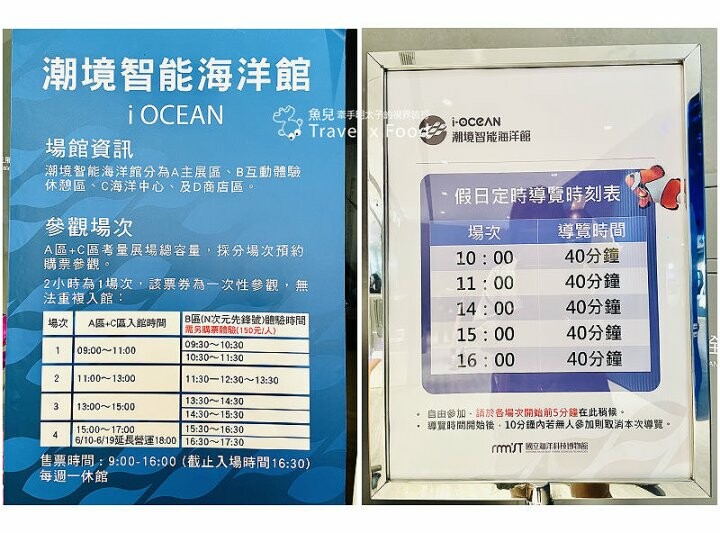 潮境智能海洋館
i OCEAN
場館資訊
潮境智能海洋館分為A主展區、B互動體驗
休憩區、C海洋中心、及D商店區。
參觀場次
A區+C區考量展場總容量，採分場次預約
購票參觀。
2小時為1場次，該票券為一次性參觀，無
法重複入館：
場次 A區+C區入館時間 B區(N次元先鋒號)體驗時間
需另購票體驗(150元/人)
1 09:00～11:00 09:30～10:30
10:30～11:30
2 11:00～13:00 11:30～12:30～13:30
3 13:00～15:00 13:30～14:30
14:30～15:30
4 15:00～17:00 15:30～16:30
6/10-6/19延長營運18:00 16:30～17:30
售票時間：9:00-16:00 (截止入場時間16:30)
每週一休館
魚兒 牽手明太子的視界旅行
Travel x Food
i·OCEAN
潮境智能海洋館
假日定時導覽時刻表
場次 導覽時間
10：00 40分鐘
11：00 40分鐘
14：00 40分鐘
15：00 40分鐘
16：00 40分鐘
• 自由參加，請於各場次開始前5分鐘在此稍候。
• 導覽時間開始後，10分鐘內若無人參加則取消本次導覽。
nmmst 國立海洋科技博物館